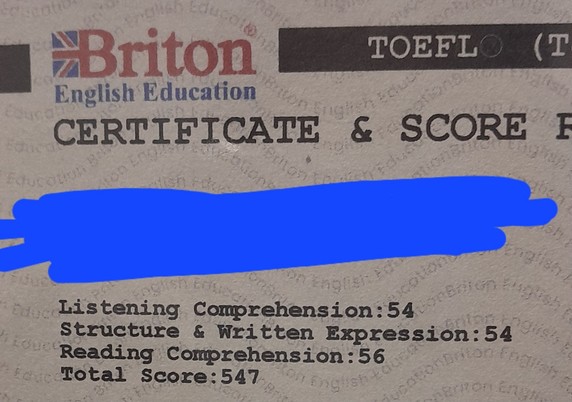 Briton®
English Education
TOEFL (T
CERTIFICATE & SCORE R
Listening Comprehension:54
Structure & Written Expression:54
Reading Comprehension:56
Total Score:547